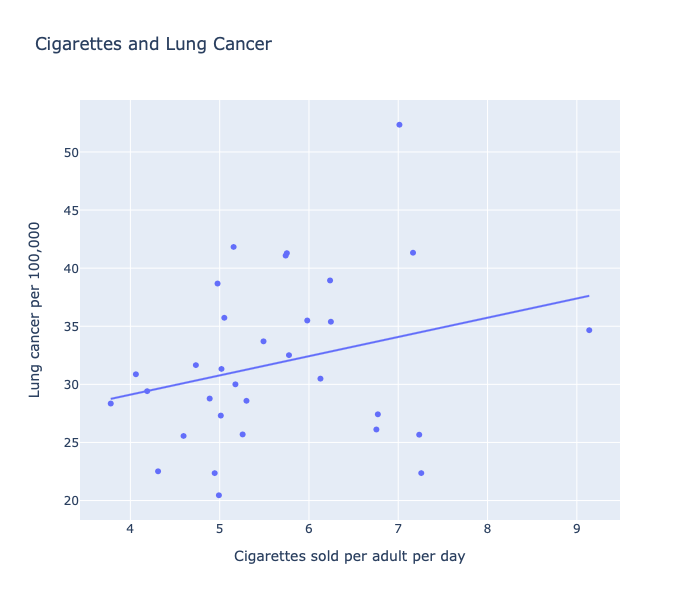 Cigarettes and Lung Cancer
Lung cancer per 100,000
50
45
40
35
30
25
20
4 5 6 7 8 9
Cigarettes sold per adult per day